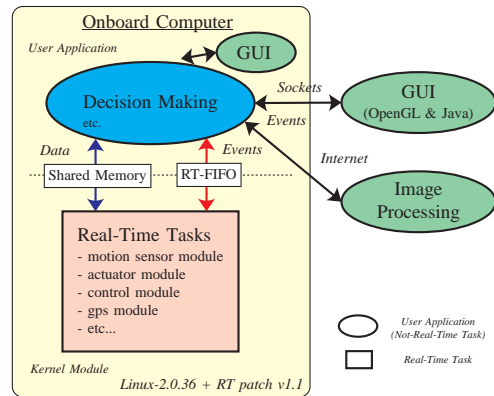 Onboard Computer
User Application
GUI
Decision Making
etc.
Sockets
Events
GUI
(OpenGL & Java)
Internet
Image
Processing
Data
Events
Shared Memory
RT-FIFO
Real-Time Tasks
- motion sensor module
- actuator module
- control module
- gps module
- etc...
Kernel Module
Linux-2.0.36 + RT patch v1.1
User Application
(Not-Real-Time Task)
Real-Time Task